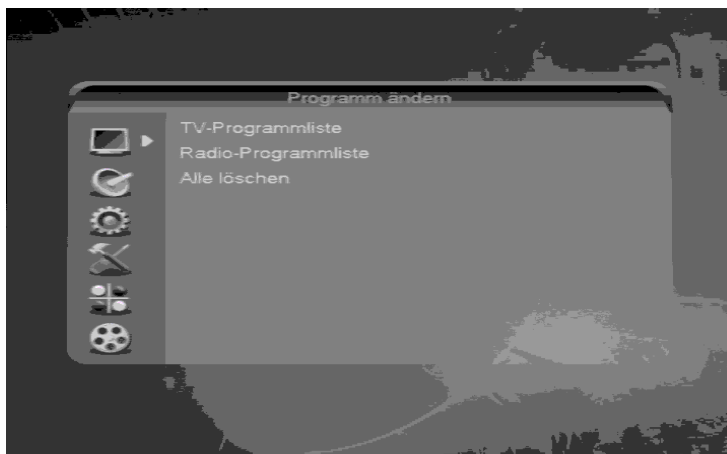 Programm ändern
TV-Programmliste
Radio-Programmliste
Alle löschen